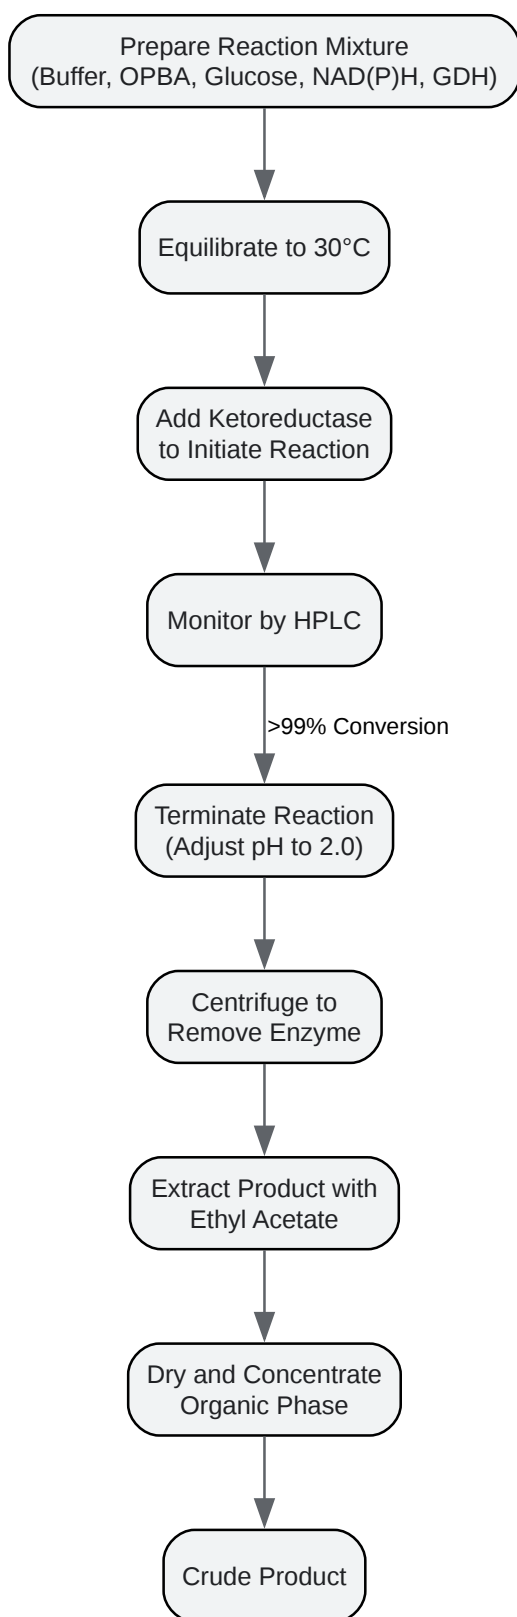 Prepare Reaction Mixture
(Buffer, OPBA, Glucose, NAD(P)H, GDH)
Equilibrate to 30°C
Add Ketoreductase
to Initiate Reaction
Monitor by HPLC
>99% Conversion
Terminate Reaction
(Adjust pH to 2.0)
Centrifuge to
Remove Enzyme
Extract Product with
Ethyl Acetate
Dry and Concentrate
Organic Phase
Crude Product